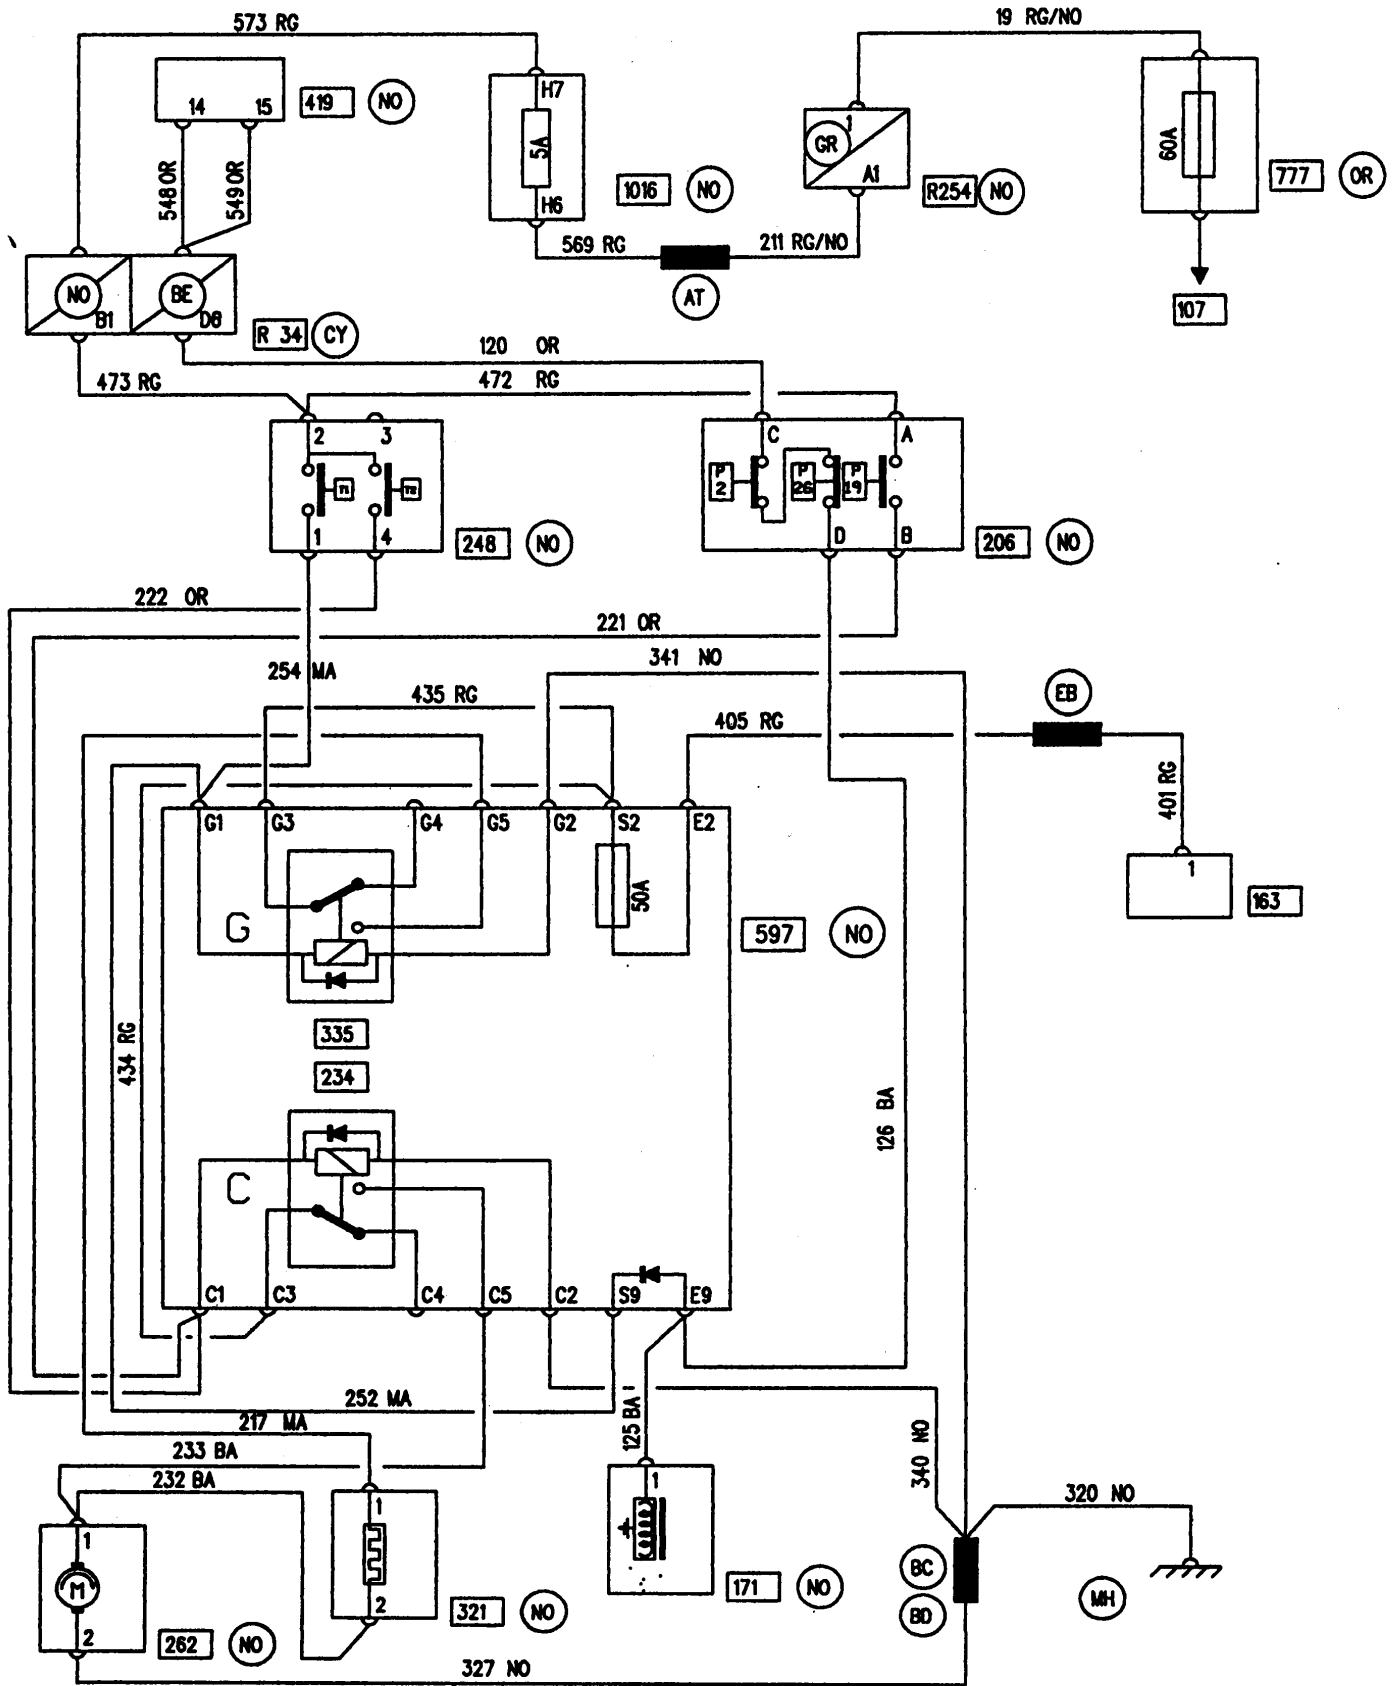 573 RG
19 RG/NO
14 15
419
NO
548 OR
549 OR
H7
5A
H6
1016
NO
1
GR
A1
R254
NO
60A
777
OR
569 RG
211 RG/NO
AT
107
NO
B1
BE
D8
R 34
CY
120 OR
473 RG
472 RG
2 3
T1
T2
1 4
248
NO
C A
P 2
P 26
P 19
D B
206
NO
222 OR
221 OR
254 MA
341 NO
435 RG
405 RG
EB
401 RG
1
163
G1 G3 G4 G5 G2 S2 E2
G
50A
597
NO
335
234
434 RG
126 BA
C
C1 C3 C4 C5 C2 S9 E9
252 MA
217 MA
233 BA
232 BA
125 BA
340 NO
320 NO
1
M
2
262
NO
1
2
321
NO
1
171
NO
BC
BD
MH
327 NO